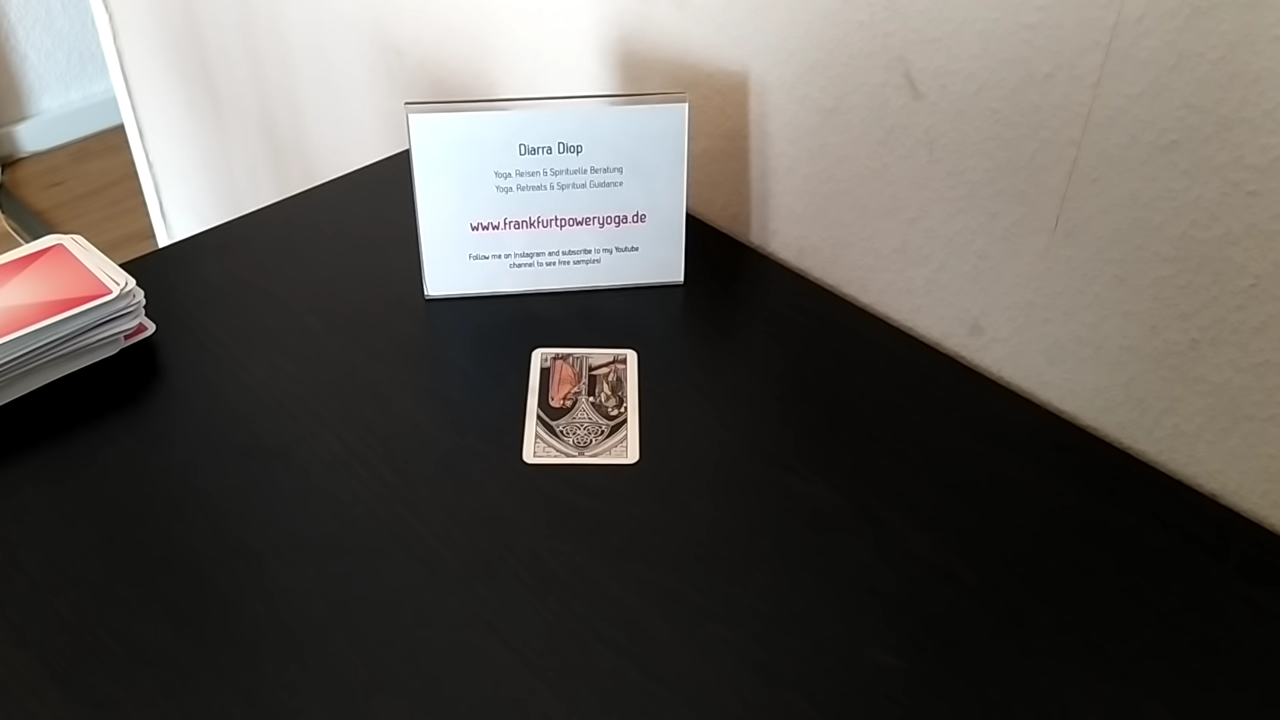 Diarra Diop
Yoga, Reisen & Spirituelle Beratung
Yoga, Retreats & Spiritual Guidance
www.frankfurtpoweryoga.de
Follow me on Instagram and subscribe to my Youtube
channel to see free samples!